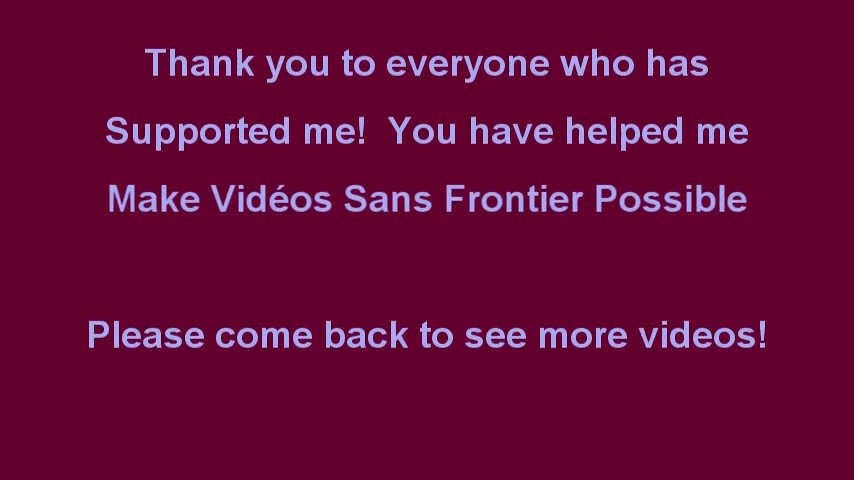 Thank you to everyone who has
Supported me!  You have helped me
Make Vidéos Sans Frontier Possible
Please come back to see more videos!